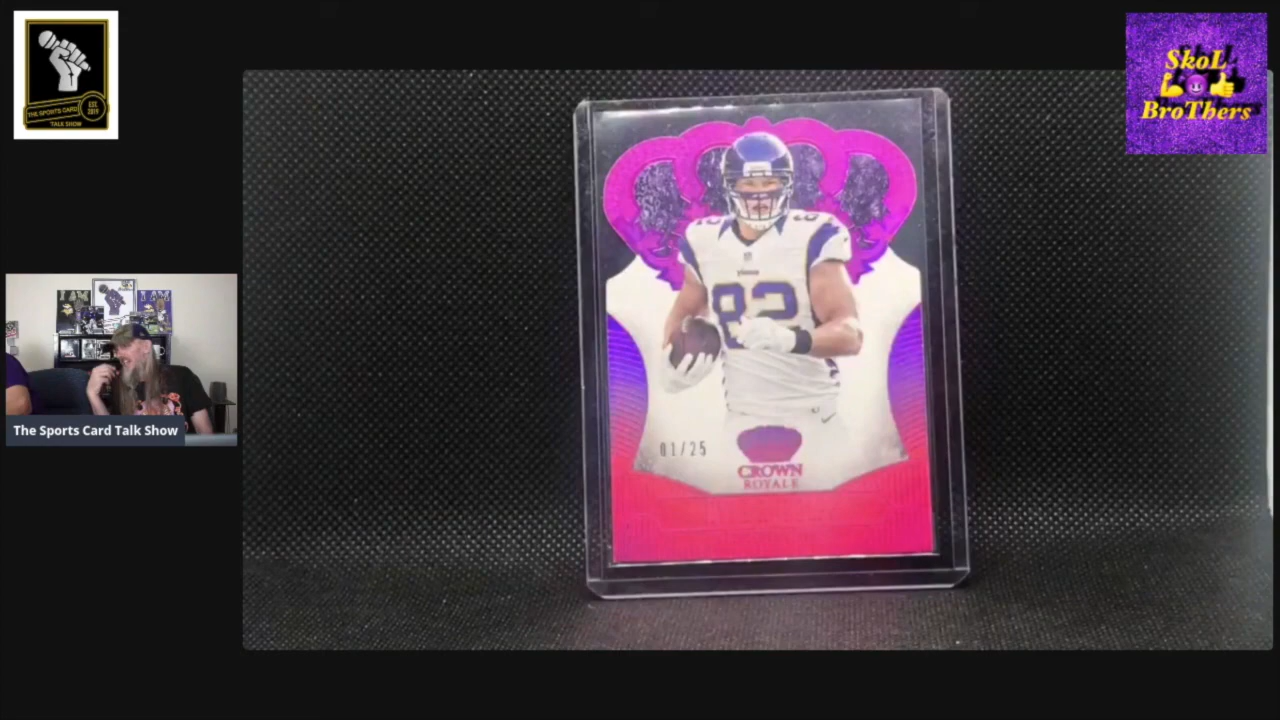 THE SPORTS CARD
TALK SHOW
EST.
2019
SkoL
BroThers
82
01/25
CROWN
ROYALE
The Sports Card Talk Show